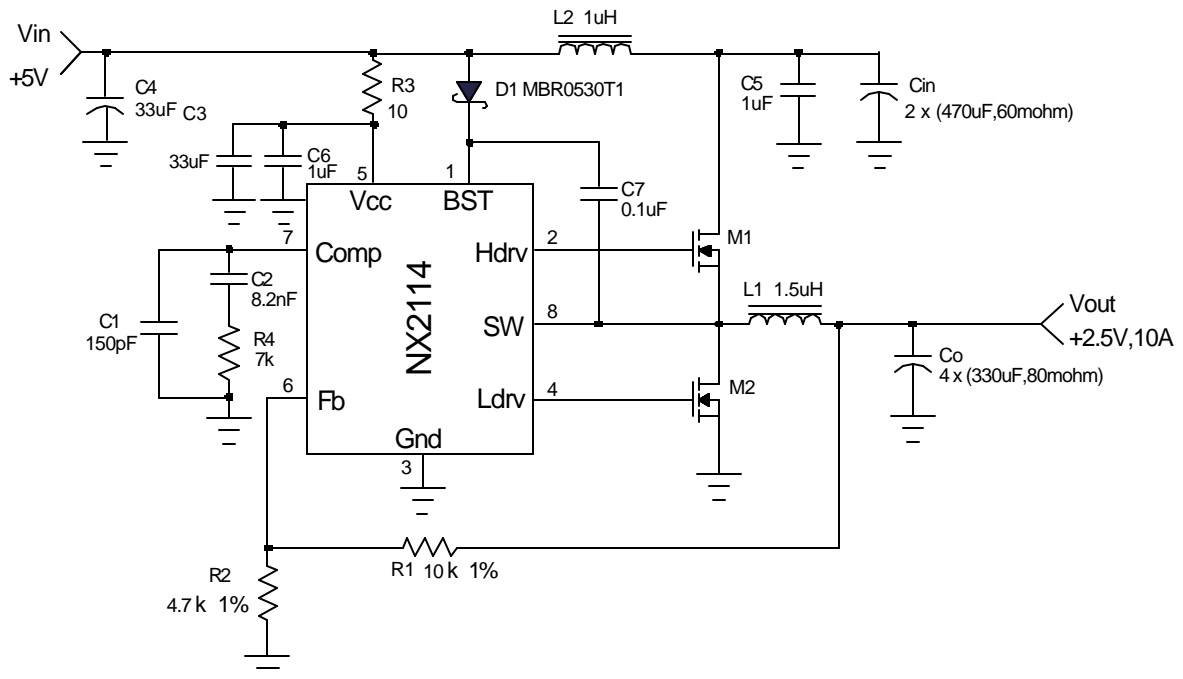 L2 1uH
Vin
+5V
C4
33uF
C3
R3
10
D1 MBR0530T1
C5
1uF
Cin
2 x (470uF,60mohm)
33uF
C6
1uF
5
1
Vcc
BST
C7
0.1uF
7
Comp
2
Hdrv
M1
C2
8.2nF
NX2114
L1 1.5uH
Vout
+2.5V,10A
C1
150pF
R4
7k
SW
8
Co
4 x (330uF,80mohm)
6
Fb
Ldrv
4
M2
Gnd
3
R1 10 k 1%
R2
4.7 k 1%